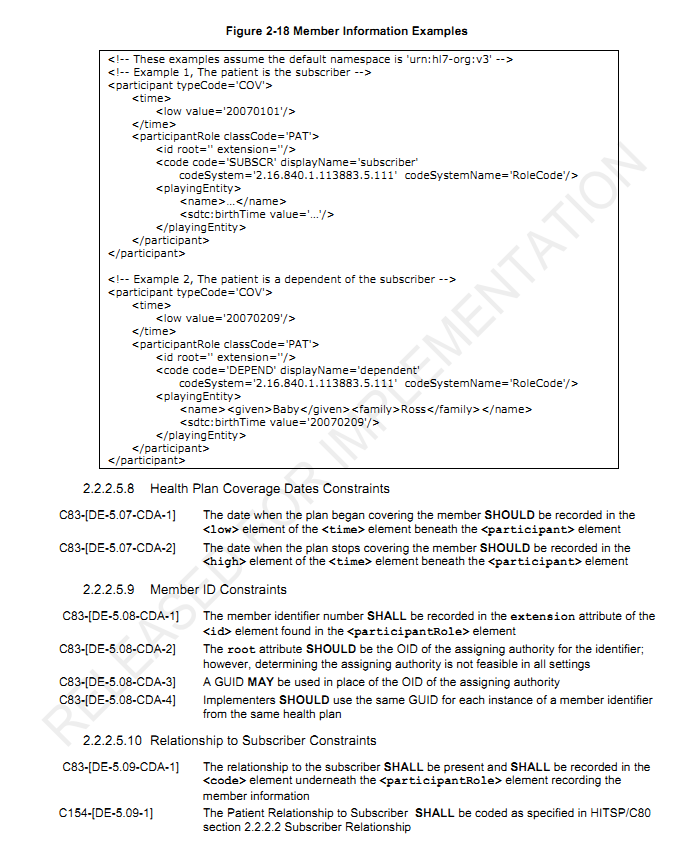 Figure 2-18 Member Information Examples
<!-- These examples assume the default namespace is 'urn:hl7-org:v3' -->
<!-- Example 1, The patient is the subscriber -->
<participant typeCode='COV'>
<time>
<low value='20070101'/>
</time>
<participantRole classCode='PAT'>
<id root='' extension=''/>
<code code='SUBSCR' displayName='subscriber'
codeSystem='2.16.840.1.113883.5.111' codeSystemName='RoleCode'/>
<playingEntity>
<name>...</name>
<sdtc:birthTime value='...'/>
</playingEntity>
</participant>
</participant>
<!-- Example 2, The patient is a dependent of the subscriber -->
<participant typeCode='COV'>
<time>
<low value='20070209'/>
</time>
<participantRole classCode='PAT'>
<id root='' extension=''/>
<code code='DEPEND' displayName='dependent'
codeSystem='2.16.840.1.113883.5.111' codeSystemName='RoleCode'/>
<playingEntity>
<name><given>Baby</given><family>Ross</family></name>
<sdtc:birthTime value='20070209'/>
</playingEntity>
</participant>
</participant>
2.2.2.5.8 Health Plan Coverage Dates Constraints
C83-[DE-5.07-CDA-1] The date when the plan began covering the member SHOULD be recorded in the
<low> element of the <time> element beneath the <participant> element
C83-[DE-5.07-CDA-2] The date when the plan stops covering the member SHOULD be recorded in the
<high> element of the <time> element beneath the <participant> element
2.2.2.5.9 Member ID Constraints
C83-[DE-5.08-CDA-1] The member identifier number SHALL be recorded in the extension attribute of the
<id> element found in the <participantRole> element
C83-[DE-5.08-CDA-2] The root attribute SHOULD be the OID of the assigning authority for the identifier;
however, determining the assigning authority is not feasible in all settings
C83-[DE-5.08-CDA-3] A GUID MAY be used in place of the OID of the assigning authority
C83-[DE-5.08-CDA-4] Implementers SHOULD use the same GUID for each instance of a member identifier
from the same health plan
2.2.2.5.10 Relationship to Subscriber Constraints
C83-[DE-5.09-CDA-1] The relationship to the subscriber SHALL be present and SHALL be recorded in the
<code> element underneath the <participantRole> element recording the
member information
C154-[DE-5.09-1] The Patient Relationship to Subscriber SHALL be coded as specified in HITSP/C80
section 2.2.2.2 Subscriber Relationship
RELEASED FOR IMPLEMENTATION